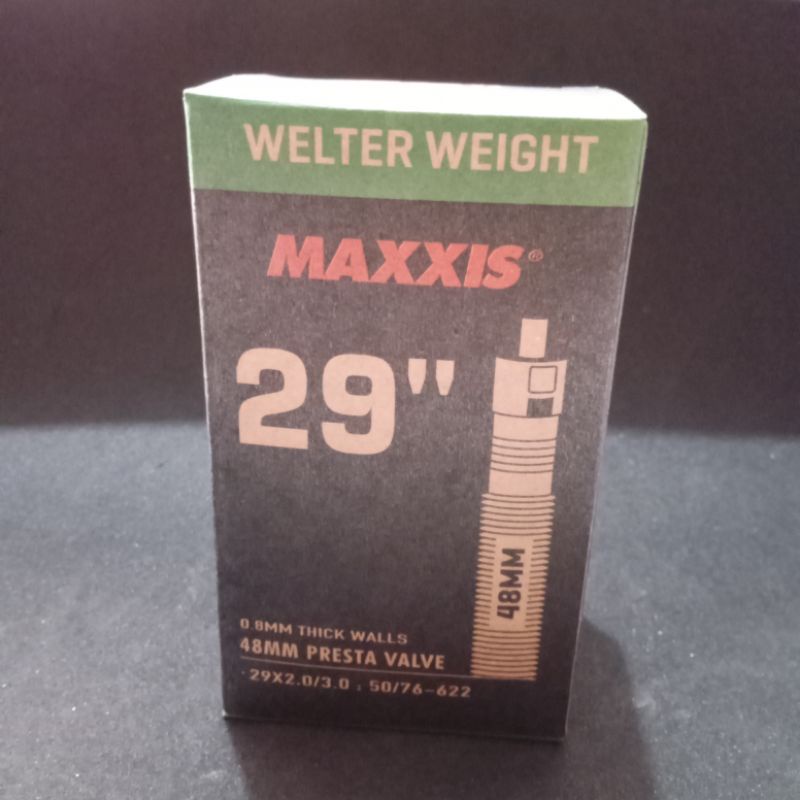 WELTER WEIGHT
MAXXIS®
29"
48MM
0.8MM THICK WALLS
48MM PRESTA VALVE
29X2.0/3.0 ; 50/76-622